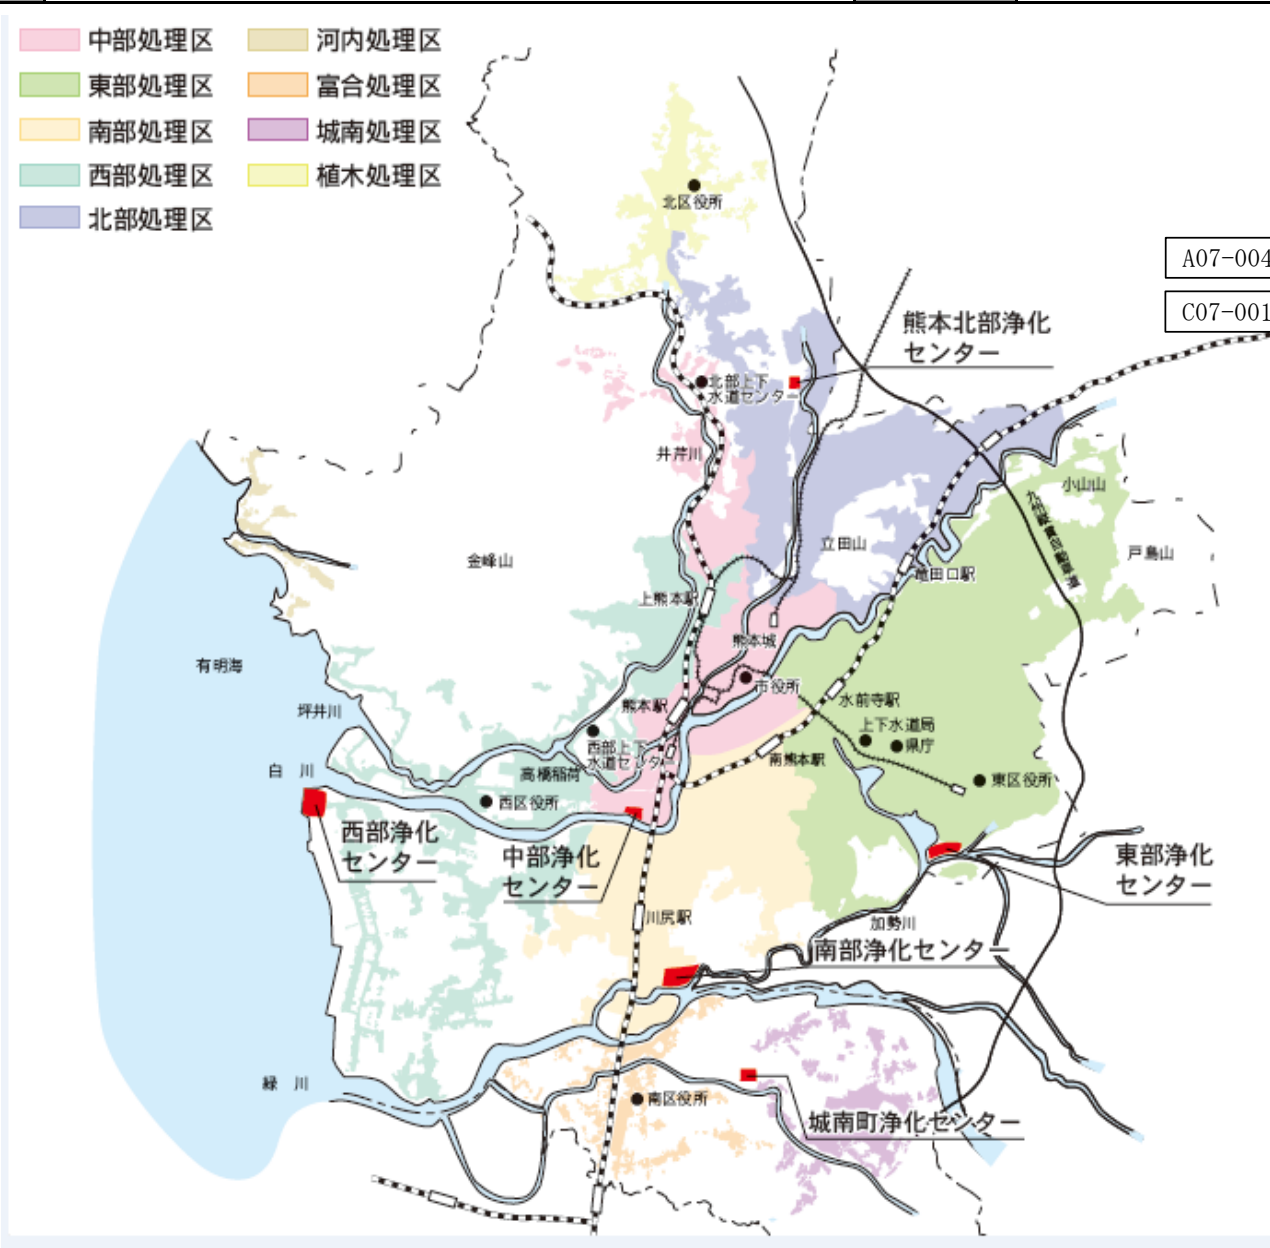 中部処理区
東部処理区
南部処理区
西部処理区
北部処理区
河内処理区
富合処理区
城南処理区
植木処理区
北区役所
A07-004
C07-001
熊本北部浄化
センター
北部上下
水道センター
井芹川
小山山
戸島山
立田山
竜田口駅
金峰山
上熊本駅
熊本城
有明海
市役所
坪井川
熊本駅
水前寺駅
上下水道局
県庁
西部上下
水道センター
南熊本駅
白川
高橋稲荷
東区役所
西区役所
西部浄化
センター
中部浄化
センター
東部浄化
センター
川尻駅
加勢川
南部浄化センター
緑川
南区役所
城南町浄化センター